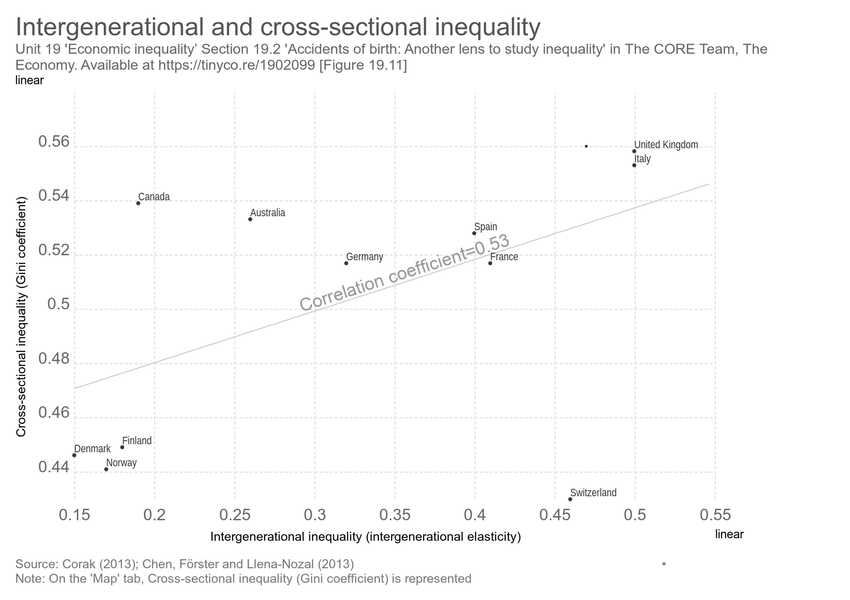 Intergenerational and cross-sectional inequality
Unit 19 'Economic inequality' Section 19.2 'Accidents of birth: Another lens to study inequality' in The CORE Team, The
Economy. Available at https://tinyco.re/1902099 [Figure 19.11]
linear
0.56
0.54
0.52
0.5
0.48
0.46
0.44
Cross-sectional inequality (Gini coefficient)
United Kingdom
Italy
Canada
Australia
Spain
Germany
France
Correlation coefficient=0.53
Finland
Denmark
Norway
Switzerland
0.15 0.2 0.25 0.3 0.35 0.4 0.45 0.5 0.55
Intergenerational inequality (intergenerational elasticity)
linear
Source: Corak (2013); Chen, Förster and Llena-Nozal (2013)
Note: On the 'Map' tab, Cross-sectional inequality (Gini coefficient) is represented